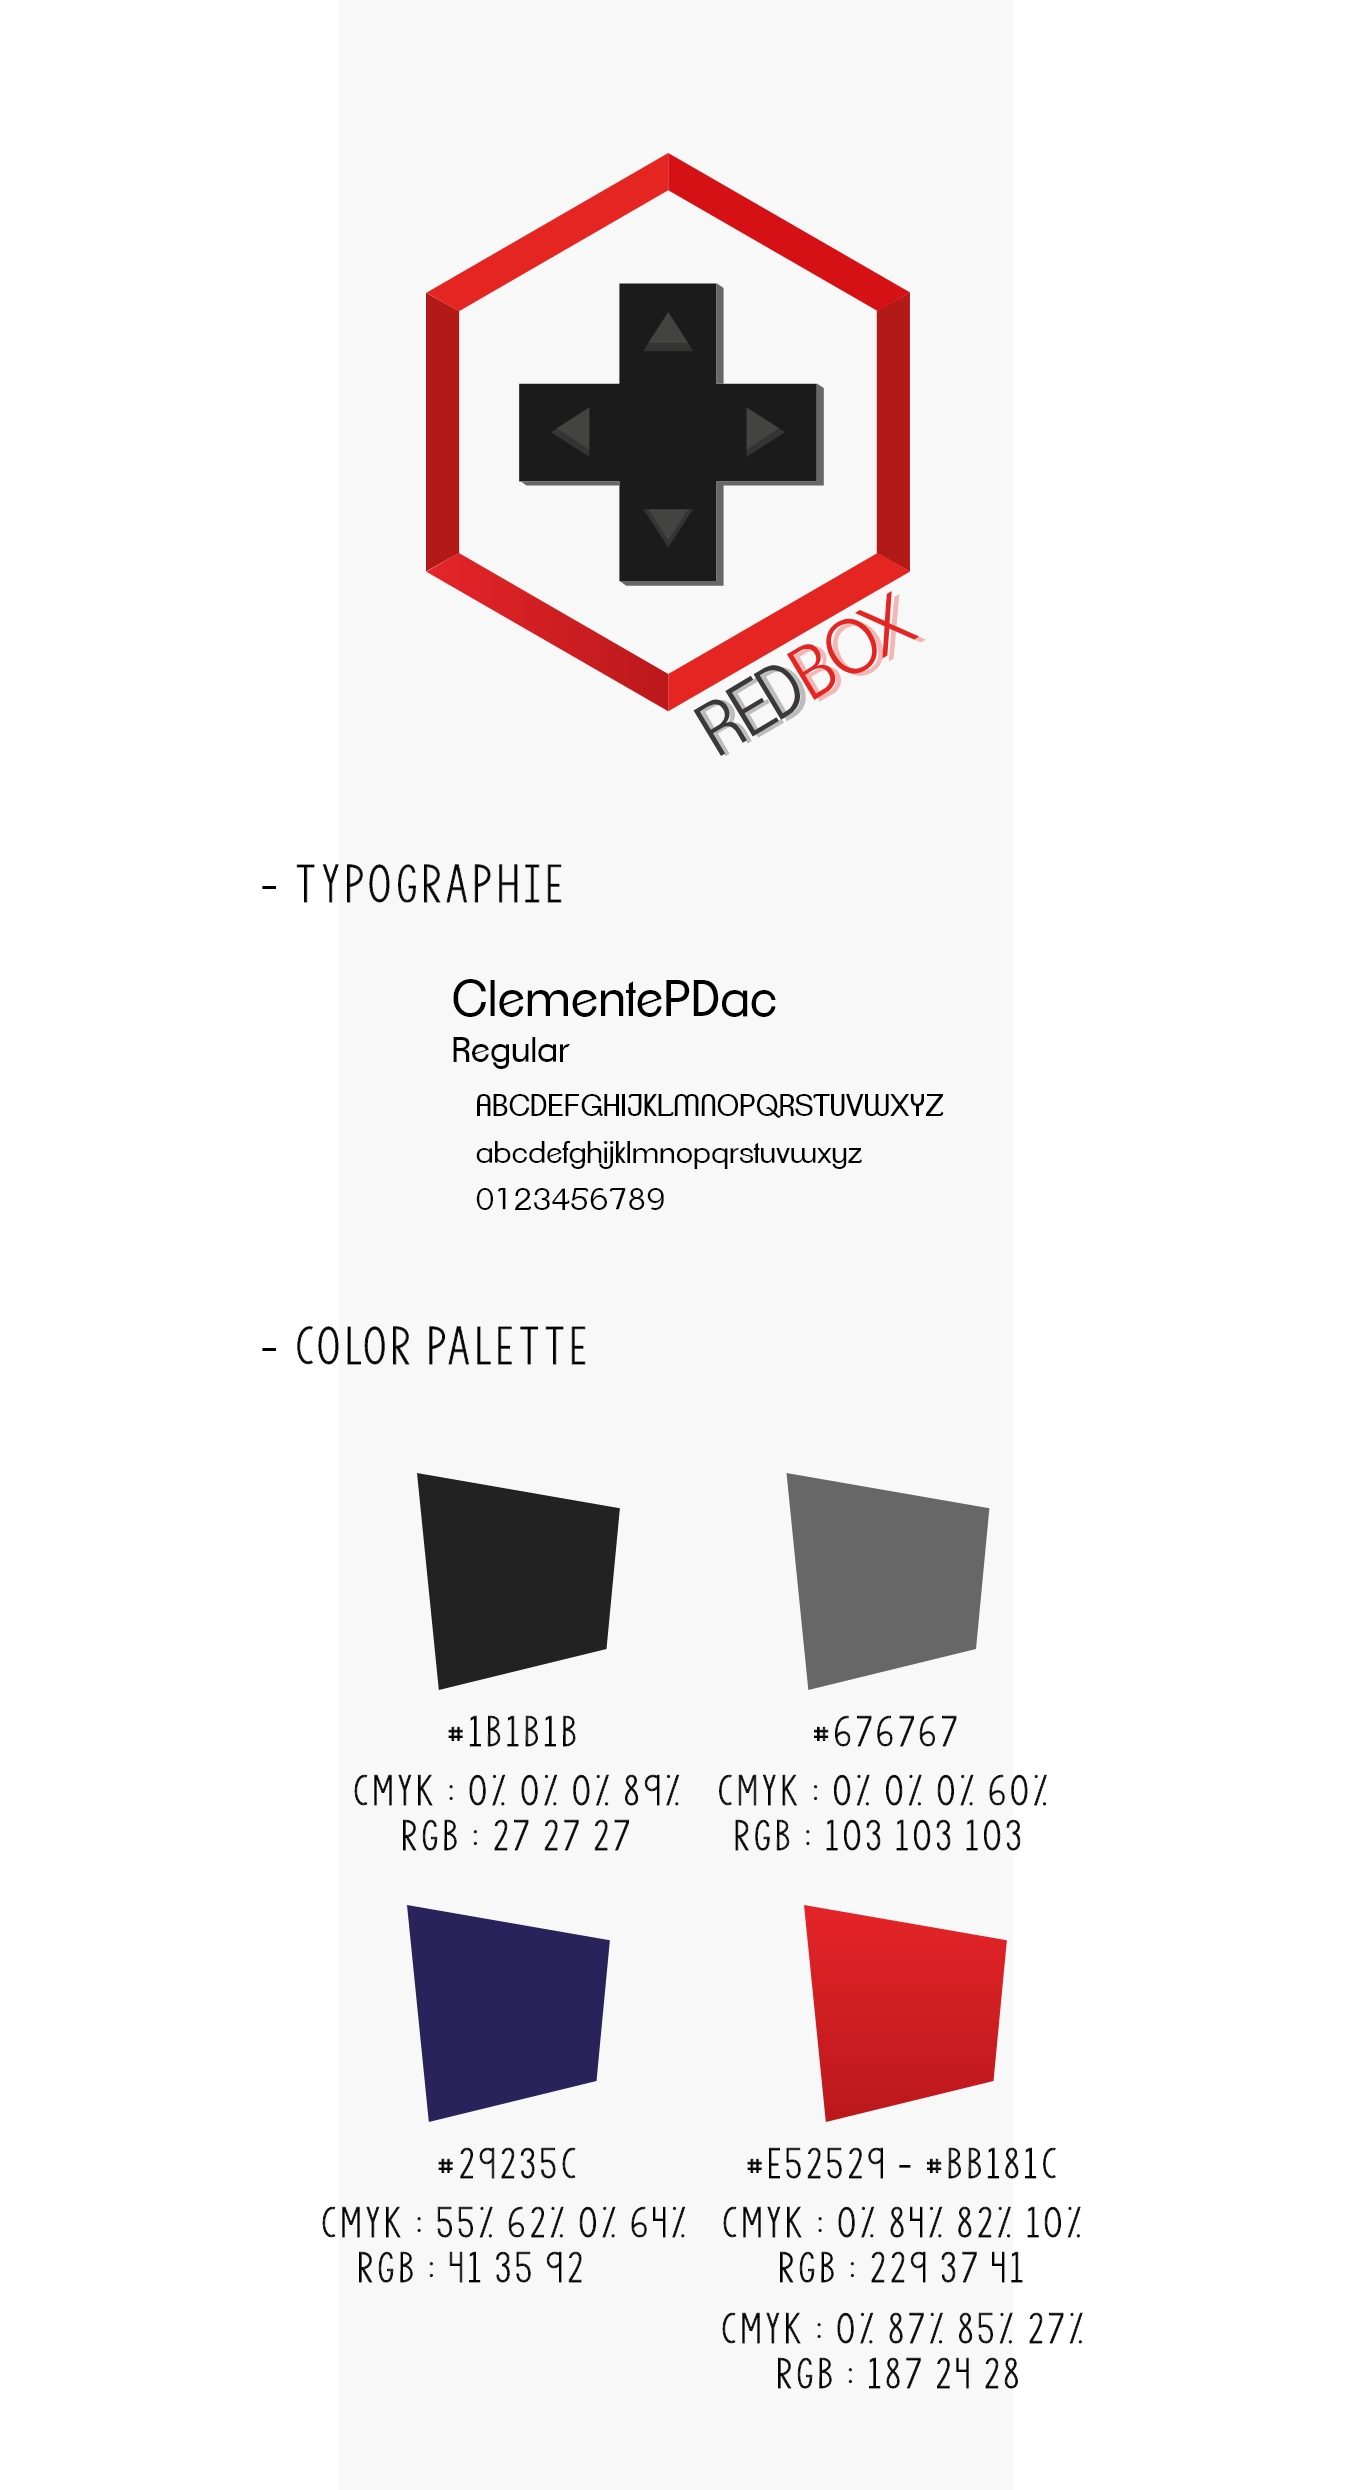 REDBOX
- TYPOGRAPHIE
ClementePDac
Regular
ABCDEFGHIJKLMNOPQRSTUVWXYZ
abcdefghijklmnopqrstuvwxyz
0123456789
- COLOR PALETTE
#1B1B1B
CMYK : 0% 0% 0% 89%
RGB : 27 27 27
#676767
CMYK : 0% 0% 0% 60%
RGB : 103 103 103
#29235C
CMYK : 55% 62% 0% 64%
RGB : 41 35 92
#E52529 - #BB181C
CMYK : 0% 84% 82% 10%
RGB : 229 37 41
CMYK : 0% 87% 85% 27%
RGB : 187 24 28